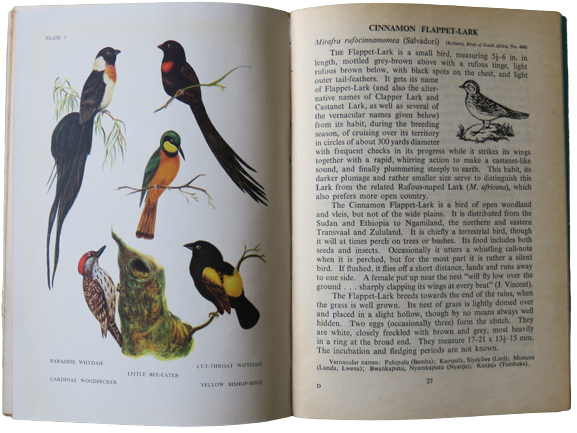 PLATE 3
PARADISE WHYDAH
CUT-THROAT WHYDAH
LITTLE BEE-EATER
CARDINAL WOODPECKER
YELLOW BISHOP-BIRD
CINNAMON FLAPPET-LARK
Mirafra rufocinnamomea (Salvadori) (Roberts, Birds of South Africa, No. 468)
THE Flappet-Lark is a small bird, measuring 5½–6 in. in
length, mottled grey-brown above with a rufous tinge, light
rufous brown below, with black spots on the chest, and light
outer tail-feathers. It gets its name
of Flappet-Lark (and also the alter-
native names of Clapper Lark and
Castanet Lark, as well as several of
the vernacular names given below)
from its habit, during the breeding
season, of cruising over its territory
in circles of about 300 yards diameter
with frequent checks in its progress while it strikes its wings
together with a rapid, whirring action to make a castanet-like
sound, and finally plummeting steeply to earth. This habit, its
darker plumage and rather smaller size serve to distinguish this
Lark from the related Rufous-naped Lark (M. africana), which
also prefers more open country.
The Cinnamon Flappet-Lark is a bird of open woodland
and vleis, but not of the wide plains. It is distributed from the
Sudan and Ethiopia to Ngamiland, the northern and eastern
Transvaal and Zululand. It is chiefly a terrestrial bird, though
it will at times perch on trees or bushes. Its food includes both
seeds and insects. Occasionally it utters a whistling call-note
when it is perched, but for the most part it is rather a silent
bird. If flushed, it flies off a short distance, lands and runs away
to one side. A female put up near the nest "will fly low over the
ground . . . sharply clapping its wings at every beat" (J. Vincent).
The Flappet-Lark breeds towards the end of the rains, when
the grass is well grown. Its nest of grass is lightly domed over
and placed in a slight hollow, though by no means always well
hidden. Two eggs (occasionally three) form the clutch. They
are white, closely freckled with brown and grey, most heavily
in a ring at the broad end. They measure 17–21 x 13½–15 mm.
The incubation and fledging periods are not known.
Vernacular names: (Bemba); (Lozi);
(Lunda, Lwena); (Nyanja); (Tumbuka).
D
27